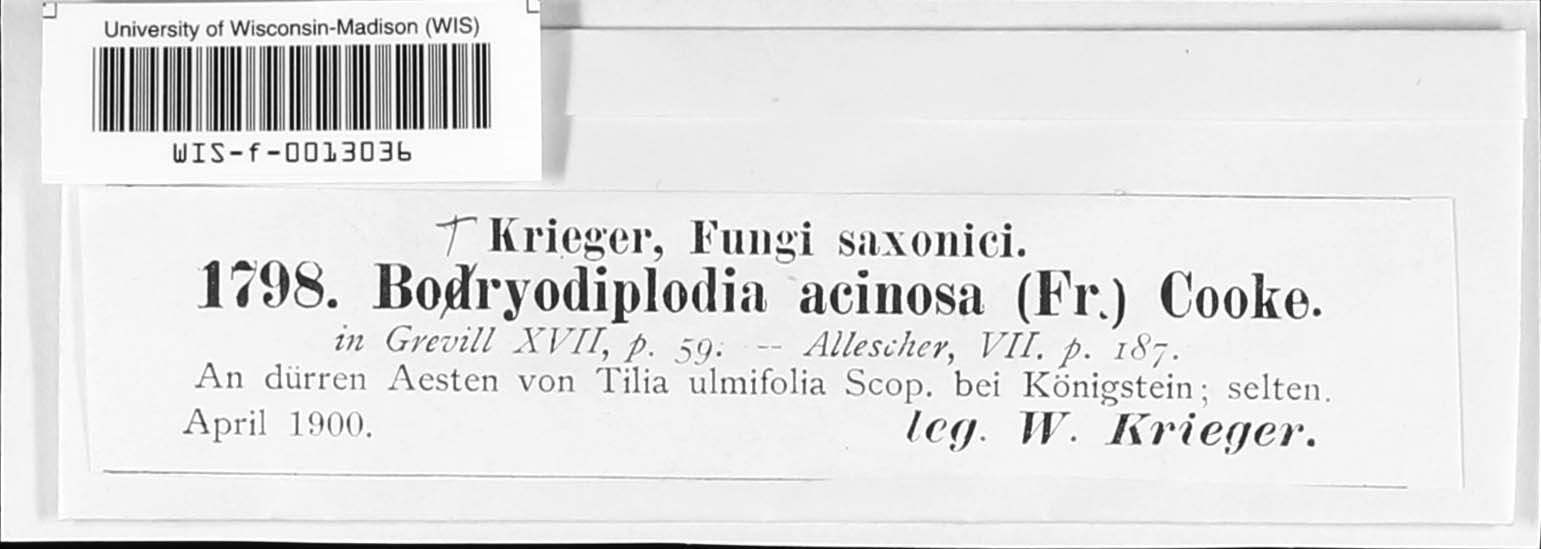 University of Wisconsin-Madison (WIS)
WIS-f-0013036
Krieger, Fungi saxonici.
1798. Botryodiplodia acinosa (Fr.) Cooke.
in Grevill XVII, p. 59. -- Allescher, VII. p. 187.
An dürren Aesten von Tilia ulmifolia Scop. bei Königstein; selten.
April 1900. leg. W. Krieger.